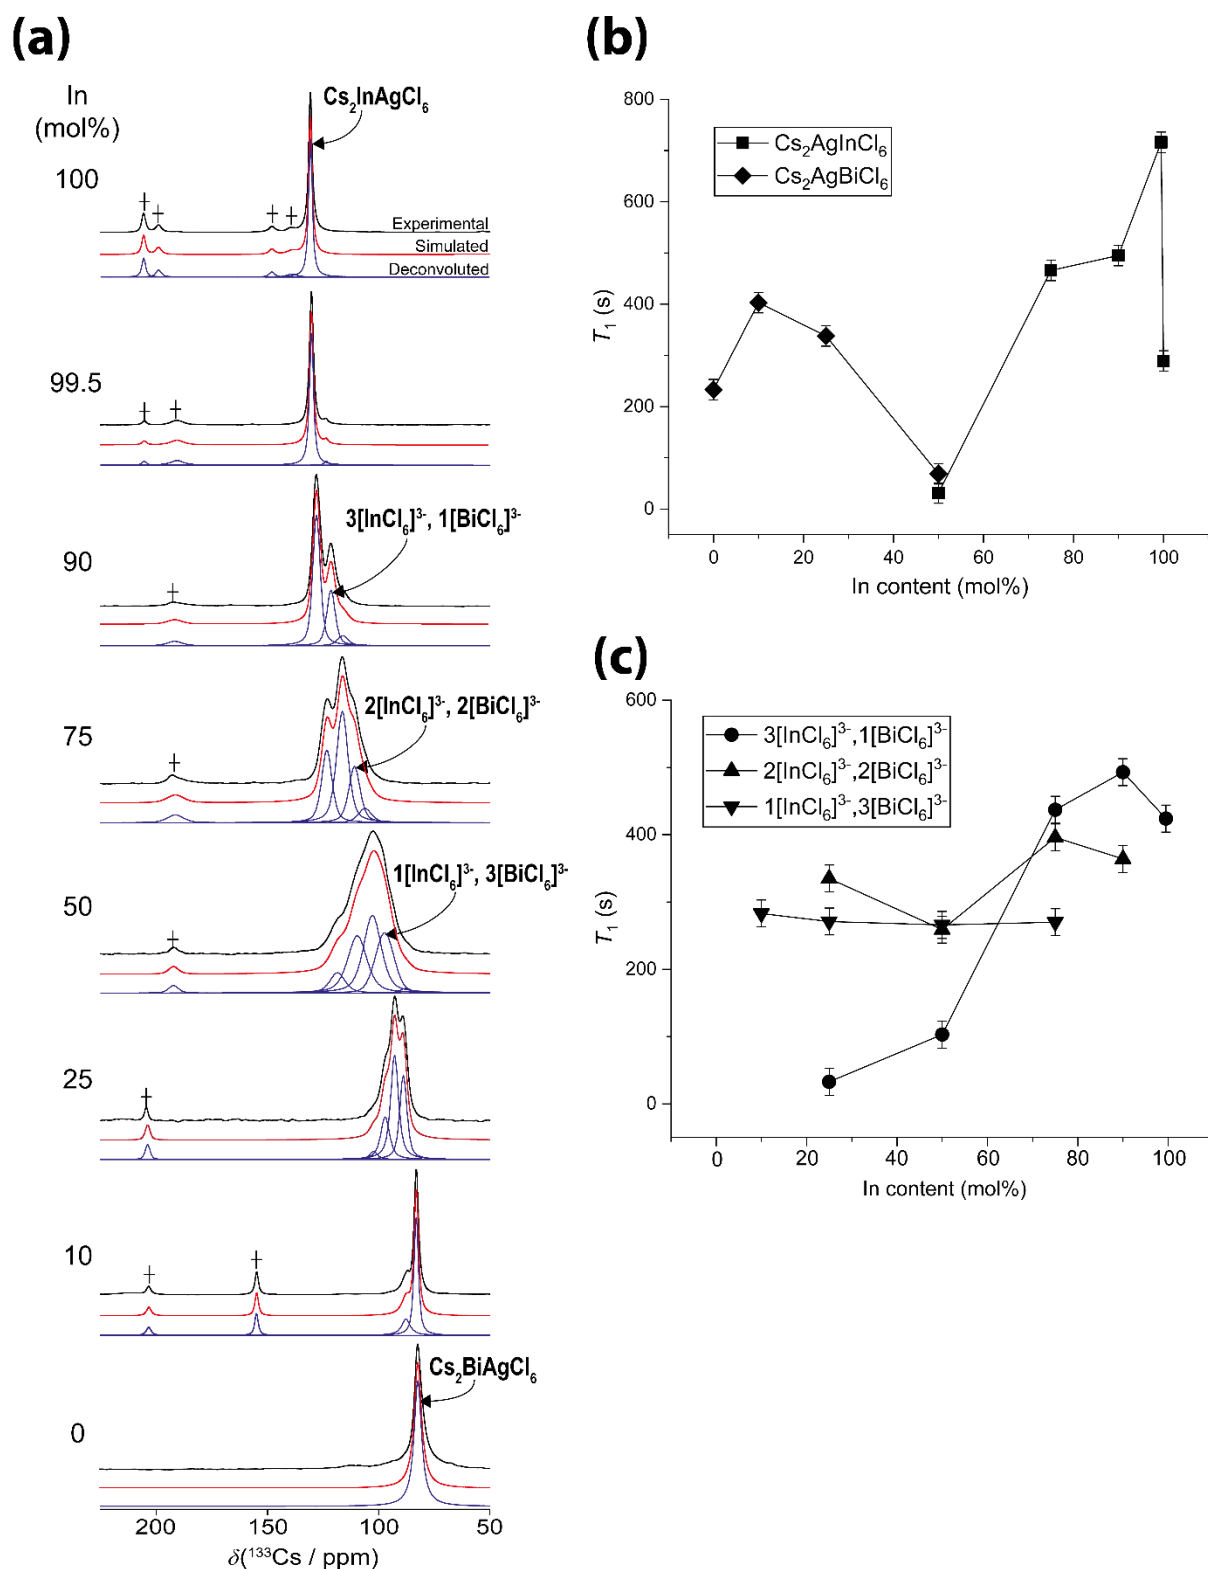 (a)
In
(mol%)
Cs₂InAgCl₆
100
Experimental
Simulated
Deconvoluted
99.5
90
3[InCl₆]³⁻, 1[BiCl₆]³⁻
75
2[InCl₆]³⁻, 2[BiCl₆]³⁻
50
1[InCl₆]³⁻, 3[BiCl₆]³⁻
25
10
Cs₂BiAgCl₆
0
200 150 100 50
δ(¹³³Cs / ppm)
(b)
800
600
400
200
0
T₁ (s)
Cs₂AgInCl₆
Cs₂AgBiCl₆
0 20 40 60 80 100
In content (mol%)
(c)
600
400
200
0
T₁ (s)
3[InCl₆]³⁻,1[BiCl₆]³⁻
2[InCl₆]³⁻,2[BiCl₆]³⁻
1[InCl₆]³⁻,3[BiCl₆]³⁻
0 20 40 60 80 100
In content (mol%)